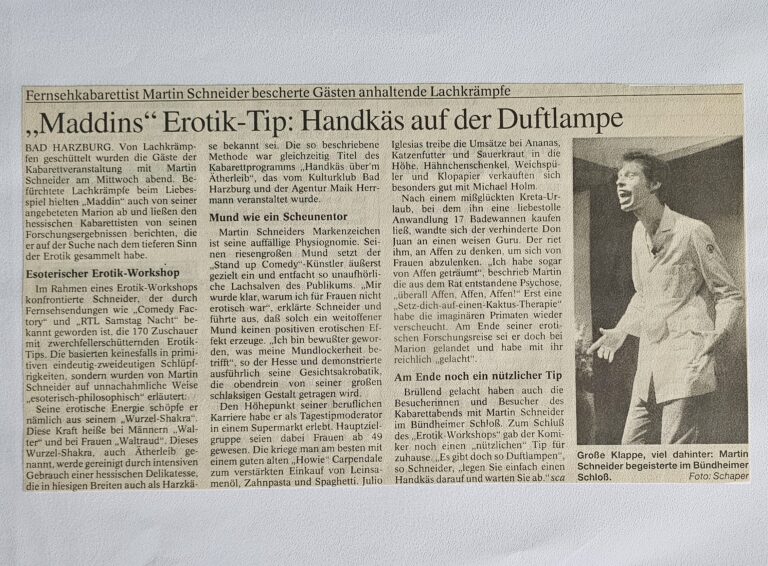 Fernsehkabarettist Martin Schneider bescherte Gästen anhaltende Lachkrämpfe
„Maddins“ Erotik-Tip: Handkäs auf der Duftlampe
BAD HARZBURG. Von Lachkrämp-
fen geschüttelt wurden die Gäste der
Kabarettveranstaltung mit Martin
Schneider am Mittwoch abend. Be-
fürchtete Lachkrämpfe beim Liebes-
spiel hielten „Maddin“ auch von seiner
angebeteten Marion ab und ließen den
hessischen Kabarettisten von seinen
Forschungsergebnissen berichten, die
er auf der Suche nach dem tieferen Sinn
der Erotik gesammelt habe.
Esoterischer Erotik-Workshop
Im Rahmen eines Erotik-Workshops
konfrontierte Schneider, der durch
Fernsehsendungen wie „Comedy Fac-
tory“ und „RTL Samstag Nacht“ be-
kannt geworden ist, die 170 Zuschauer
mit zwerchfellerschütternden Erotik-
Tips. Die basierten keinesfalls in primi-
tiven eindeutig-zweideutigen Schlüpf-
rigkeiten, sondern wurden von Martin
Schneider auf unnachahmliche Weise
„esoterisch-philosophisch“ erläutert.
Seine erotische Energie schöpfe er
nämlich aus seinem „Wurzel-Shakra“.
Diese Kraft heiße bei Männern „Wal-
ter“ und bei Frauen „Waltraud“. Dieses
Wurzel-Shakra, auch Ätherleib ge-
nannt, werde gereinigt durch intensiven
Gebrauch einer hessischen Delikatesse,
die in hiesigen Breiten auch als Harzkä-
se bekannt sei. Die so beschriebene
Methode war gleichzeitig Titel des
Kabarettprogramms „Handkäs über'm
Ätherleib“, das vom Kulturklub Bad
Harzburg und der Agentur Maik Herr-
mann veranstaltet wurde.
Mund wie ein Scheunentor
Martin Schneiders Markenzeichen
ist seine auffällige Physiognomie. Sei-
nen riesengroßen Mund setzt der
„Stand up Comedy“-Künstler äußerst
gezielt ein und entfacht so unaufhörli-
che Lachsalven des Publikums. „Mir
wurde klar, warum ich für Frauen nicht
erotisch war“, erklärte Schneider und
führte aus, daß solch ein weitoffener
Mund keinen positiven erotischen Ef-
fekt erzeuge. „Ich bin bewußter gewor-
den, was meine Mundlockerheit be-
trifft“, so der Hesse und demonstrierte
ausführlich seine Gesichtsakrobatik,
die obendrein von seiner großen
schlaksigen Gestalt getragen wird.
Den Höhepunkt seiner beruflichen
Karriere habe er als Tagestipmoderator
in einem Supermarkt erlebt. Hauptziel-
gruppe seien dabei Frauen ab 49
gewesen. Die kriege man am besten mit
einem guten alten „Howie“ Carpendale
zum verstärkten Einkauf von Leinsa-
menöl, Zahnpasta und Spaghetti. Julio
Iglesias treibe die Umsätze bei Ananas,
Katzenfutter und Sauerkraut in die
Höhe. Hähnchenschenkel, Weichspü-
ler und Klopapier verkauften sich
besonders gut mit Michael Holm.
Nach einem mißglückten Kreta-Ur-
laub, bei dem ihn eine liebestolle
Anwandlung 17 Badewannen kaufen
ließ, wandte sich der verhinderte Don
Juan an einen weisen Guru. Der riet
ihm, an Affen zu denken, um sich von
Frauen abzulenken. „Ich habe sogar
von Affen geträumt“, beschrieb Martin
die aus dem Rat entstandene Psychose,
„überall Affen, Affen, Affen!“ Erst eine
„Setz-dich-auf-einen-Kaktus-Therapie“
habe die imaginären Primaten wieder
verscheucht. Am Ende seiner eroti-
schen Forschungsreise sei er doch bei
Marion gelandet und habe mit ihr
reichlich „gelacht“.
Am Ende noch ein nützlicher Tip
Brüllend gelacht haben auch die
Besucherinnen und Besucher des
Kabarettabends mit Martin Schneider
im Bündheimer Schloß. Zum Schluß
des „Erotik-Workshops“ gab der Komi-
ker noch einen „nützlichen“ Tip für
zuhause. „Es gibt doch so Duftlampen“,
so Schneider, „legen Sie einfach einen
Handkäs darauf und warten Sie ab.“ sca
Große Klappe, viel dahinter: Martin
Schneider begeisterte im Bündheimer
Schloß. Foto: Schaper